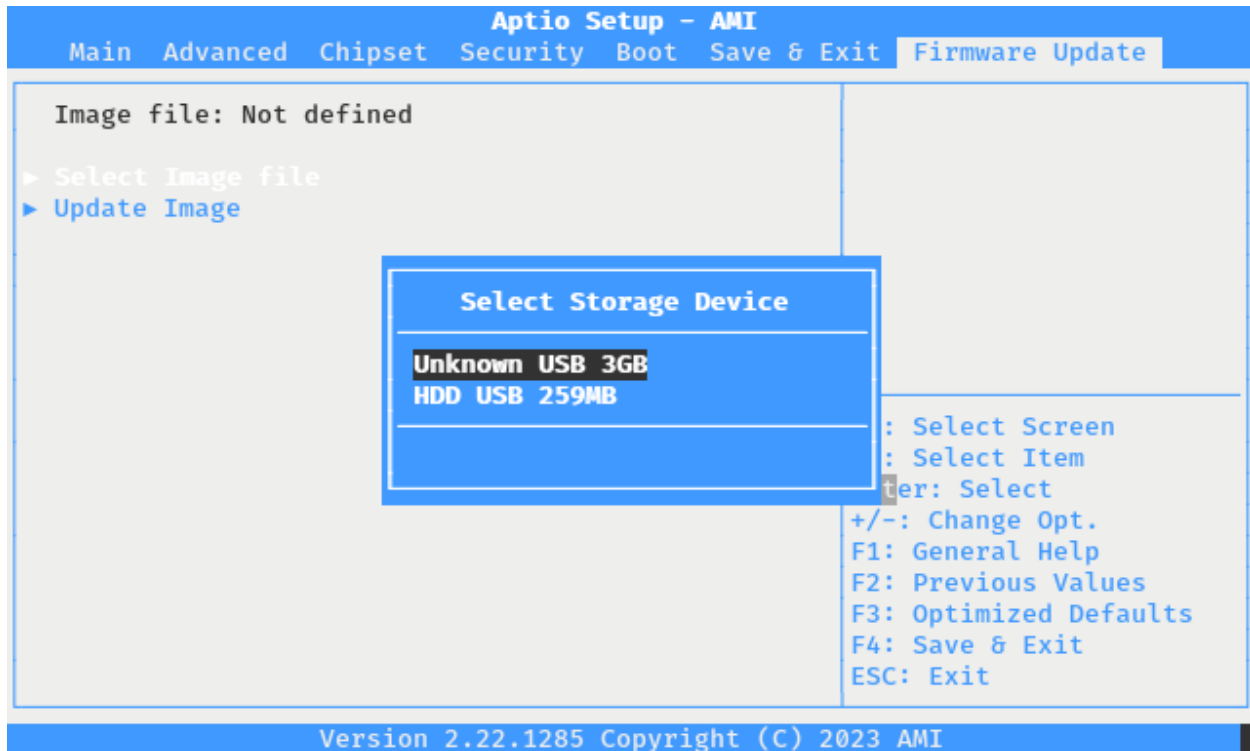 Aptio Setup – AMI
Main Advanced Chipset Security Boot Save & Exit Firmware Update
Image file: Not defined
► Select Image file
► Update Image
Select Storage Device
Unknown USB 3GB
HDD USB 259MB
: Select Screen
: Select Item
ter: Select
+/-: Change Opt.
F1: General Help
F2: Previous Values
F3: Optimized Defaults
F4: Save & Exit
ESC: Exit
Version 2.22.1285 Copyright (C) 2023 AMI